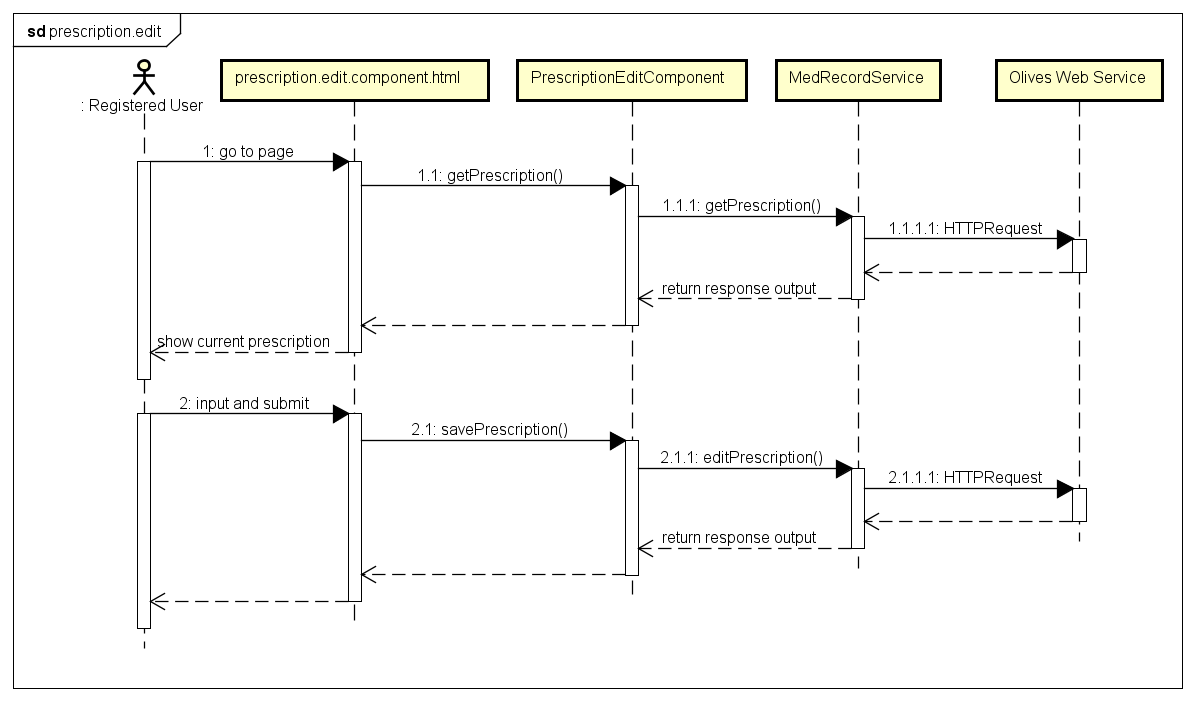 sd prescription.edit
: Registered User
prescription.edit.component.html
PrescriptionEditComponent
MedRecordService
Olives Web Service
1: go to page
1.1: getPrescription()
1.1.1: getPrescription()
1.1.1.1: HTTPRequest
return response output
show current prescription
2: input and submit
2.1: savePrescription()
2.1.1: editPrescription()
2.1.1.1: HTTPRequest
return response output